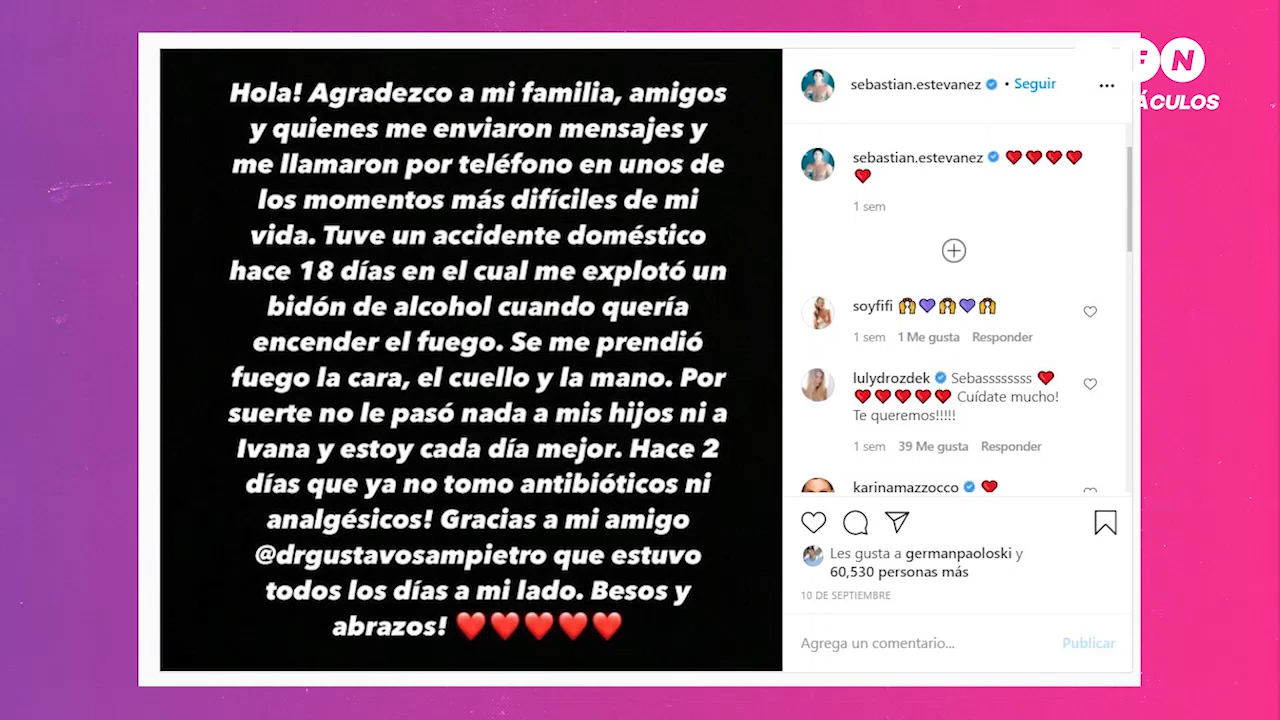 Hola! Agradezco a mi familia, amigos
y quienes me enviaron mensajes y
me llamaron por teléfono en unos de
los momentos más difíciles de mi
vida. Tuve un accidente doméstico
hace 18 días en el cual me explotó un
bidón de alcohol cuando quería
encender el fuego. Se me prendió
fuego la cara, el cuello y la mano. Por
suerte no le pasó nada a mis hijos ni a
Ivana y estoy cada día mejor. Hace 2
días que ya no tomo antibióticos ni
analgésicos! Gracias a mi amigo
@drgustavosampietro que estuvo
todos los días a mi lado. Besos y
abrazos! ❤️❤️❤️❤️❤️
sebastian.estevanez • Seguir
sebastian.estevanez ❤️❤️❤️❤️
❤️
1 sem
soyfifi 🙌💜🙌💜🙌
1 sem 1 Me gusta Responder
lulydrozdek Sebasssssss ❤️
❤️❤️❤️❤️❤️ Cuídate mucho!
Te queremos!!!!!
1 sem 39 Me gusta Responder
karinamazzocco ❤️
Les gusta a germanpaoloski y
60,530 personas más
10 DE SEPTIEMBRE
Agrega un comentario... Publicar
N
ÁCULOS